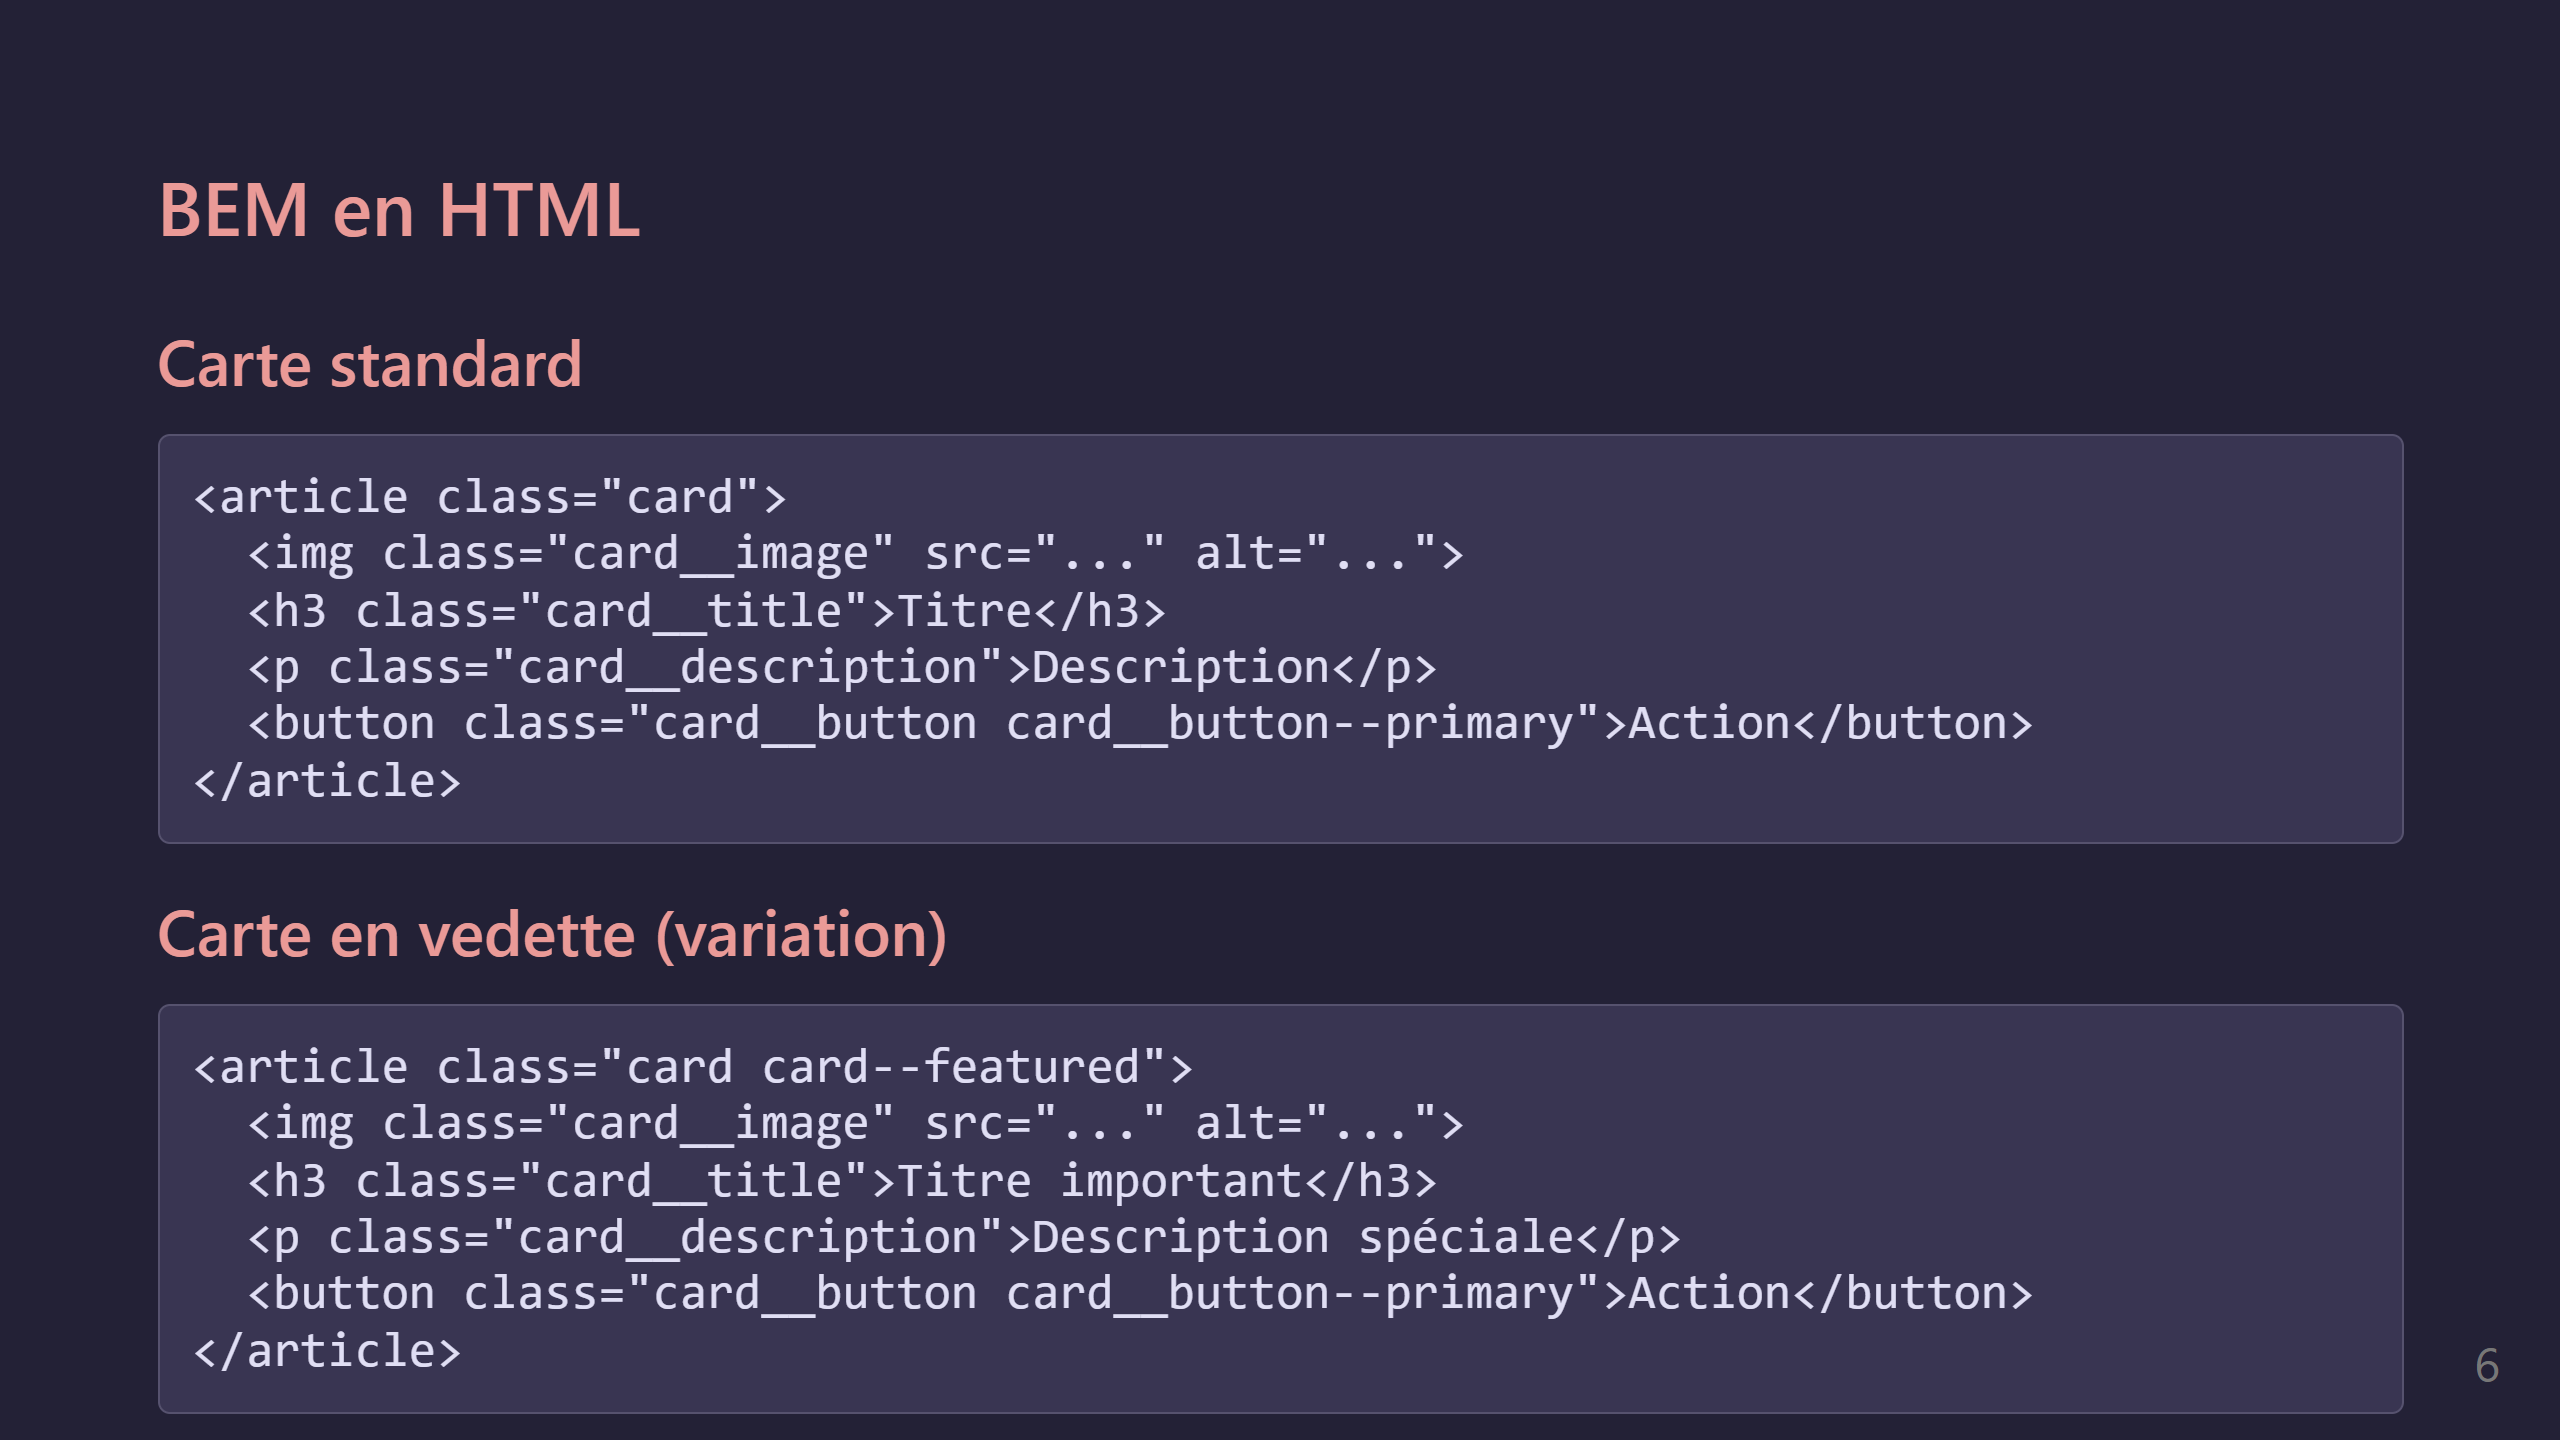 BEM en HTML
Carte standard
<article class="card">
  <img class="card__image" src="..." alt="...">
  <h3 class="card__title">Titre</h3>
  <p class="card__description">Description</p>
  <button class="card__button card__button--primary">Action</button>
</article>
Carte en vedette (variation)
<article class="card card--featured">
  <img class="card__image" src="..." alt="...">
  <h3 class="card__title">Titre important</h3>
  <p class="card__description">Description spéciale</p>
  <button class="card__button card__button--primary">Action</button>
</article>
6